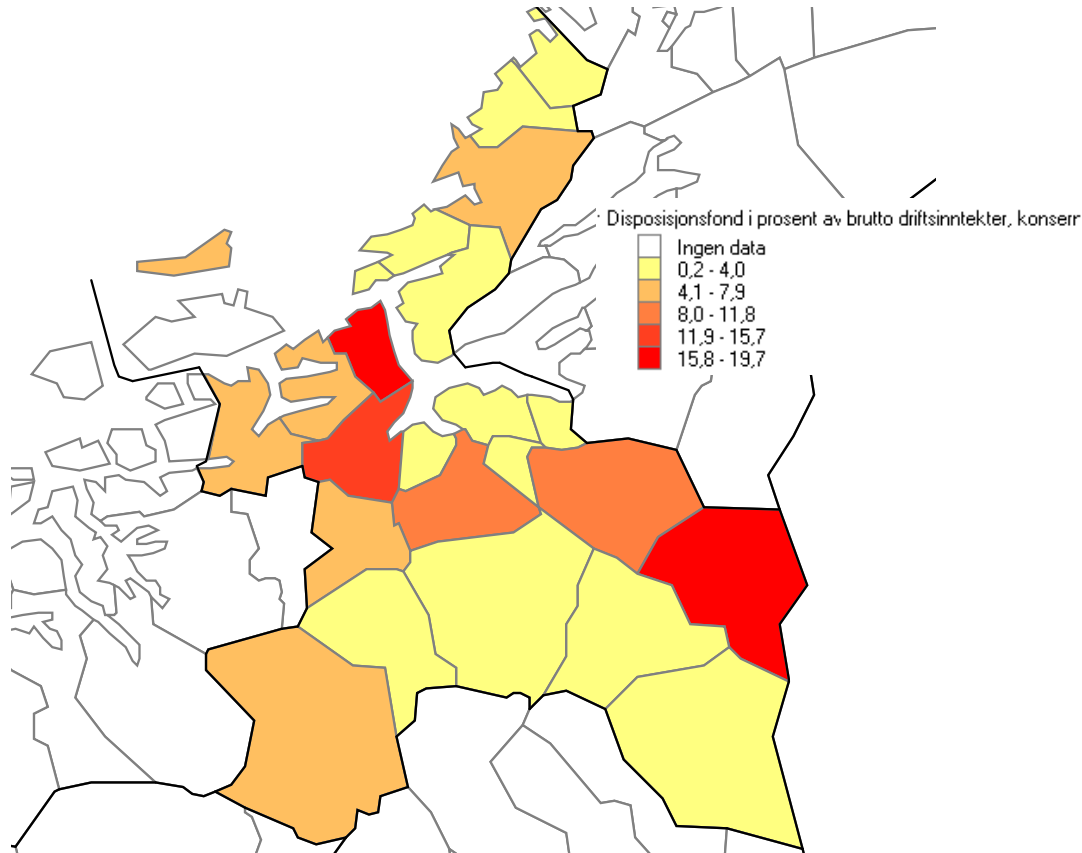 Disposisjonsfond i prosent av brutto driftsinntekter, konsern
Ingen data
0,2 - 4,0
4,1 - 7,9
8,0 - 11,8
11,9 - 15,7
15,8 - 19,7